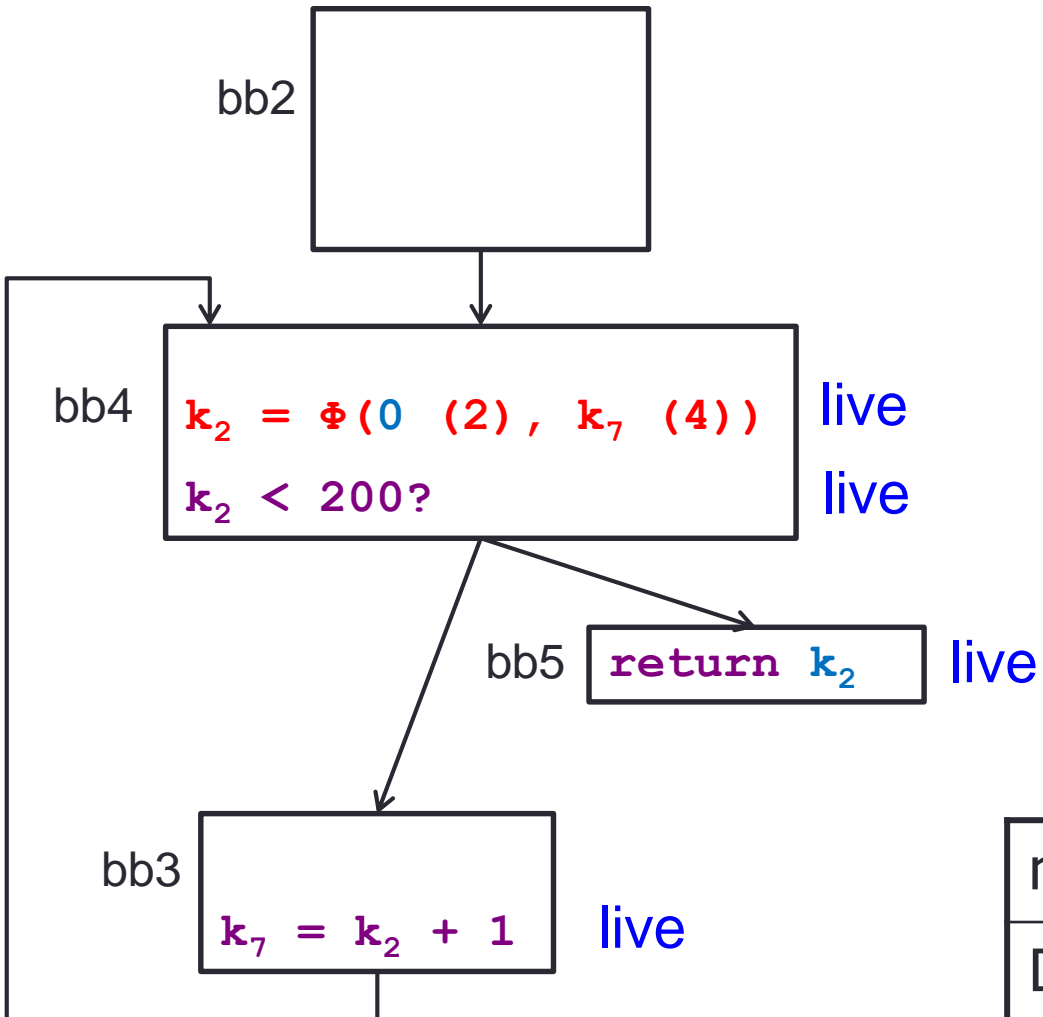 bb2
bb4
k₂ = Φ(0 (2), k₇ (4)) live
k₂ < 200? live
bb5 return k₂ live
bb3
k₇ = k₂ + 1 live